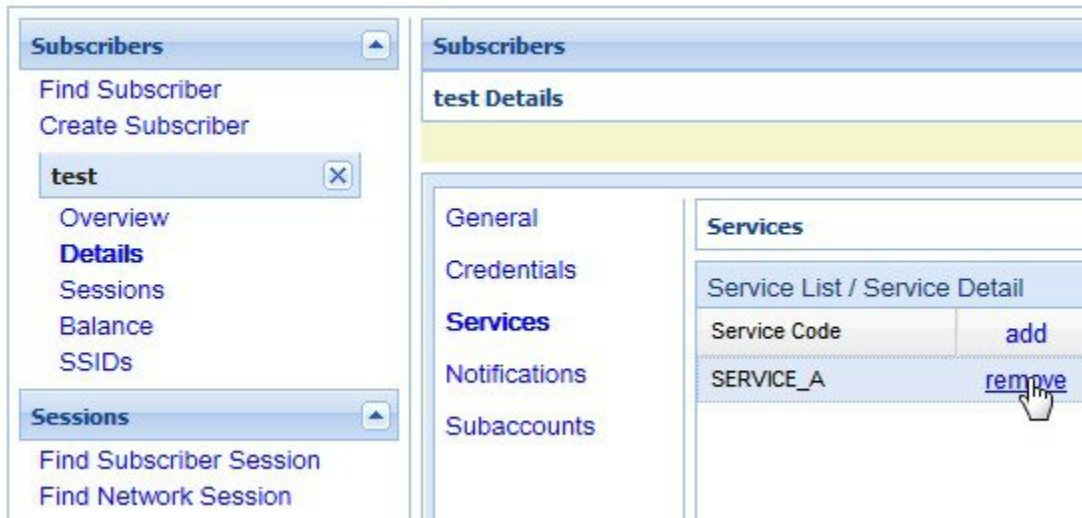 Subscribers
Find Subscriber
Create Subscriber
test
Overview
Details
Sessions
Balance
SSIDs
Sessions
Find Subscriber Session
Find Network Session
Subscribers
test Details
General
Credentials
Services
Notifications
Subaccounts
Services
Service List / Service Detail
Service Code add
SERVICE_A remove